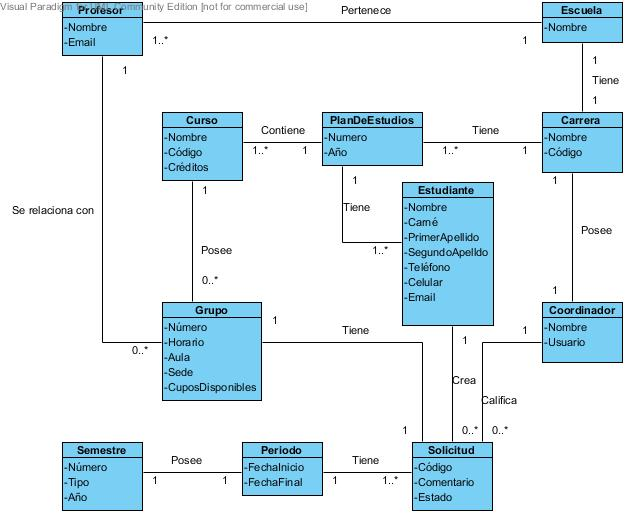 Visual Paradigm for UML Community Edition [not for commercial use]
Profesor
-Nombre
-Email
Pertenece
1..*
1
Escuela
-Nombre
1
1
Tiene
1
Curso
-Nombre
-Código
-Créditos
Contiene
1..*
1
PlanDeEstudios
-Numero
-Año
Tiene
1..*
1
Carrera
-Nombre
-Código
1
1
1
Tiene
1..*
Estudiante
-Nombre
-Carné
-PrimerApellido
-SegundoApelldo
-Teléfono
-Celular
-Email
Se relaciona con
Posee
0..*
Posee
1
Grupo
-Número
-Horario
-Aula
-Sede
-CuposDisponibles
1
Tiene
0..*
1
1
Coordinador
-Nombre
-Usuario
Crea
Califica
1
0..*
0..*
Semestre
-Número
-Tipo
-Año
Posee
1
1
Periodo
-FechaInicio
-FechaFinal
Tiene
1
1..*
Solicitud
-Código
-Comentario
-Estado